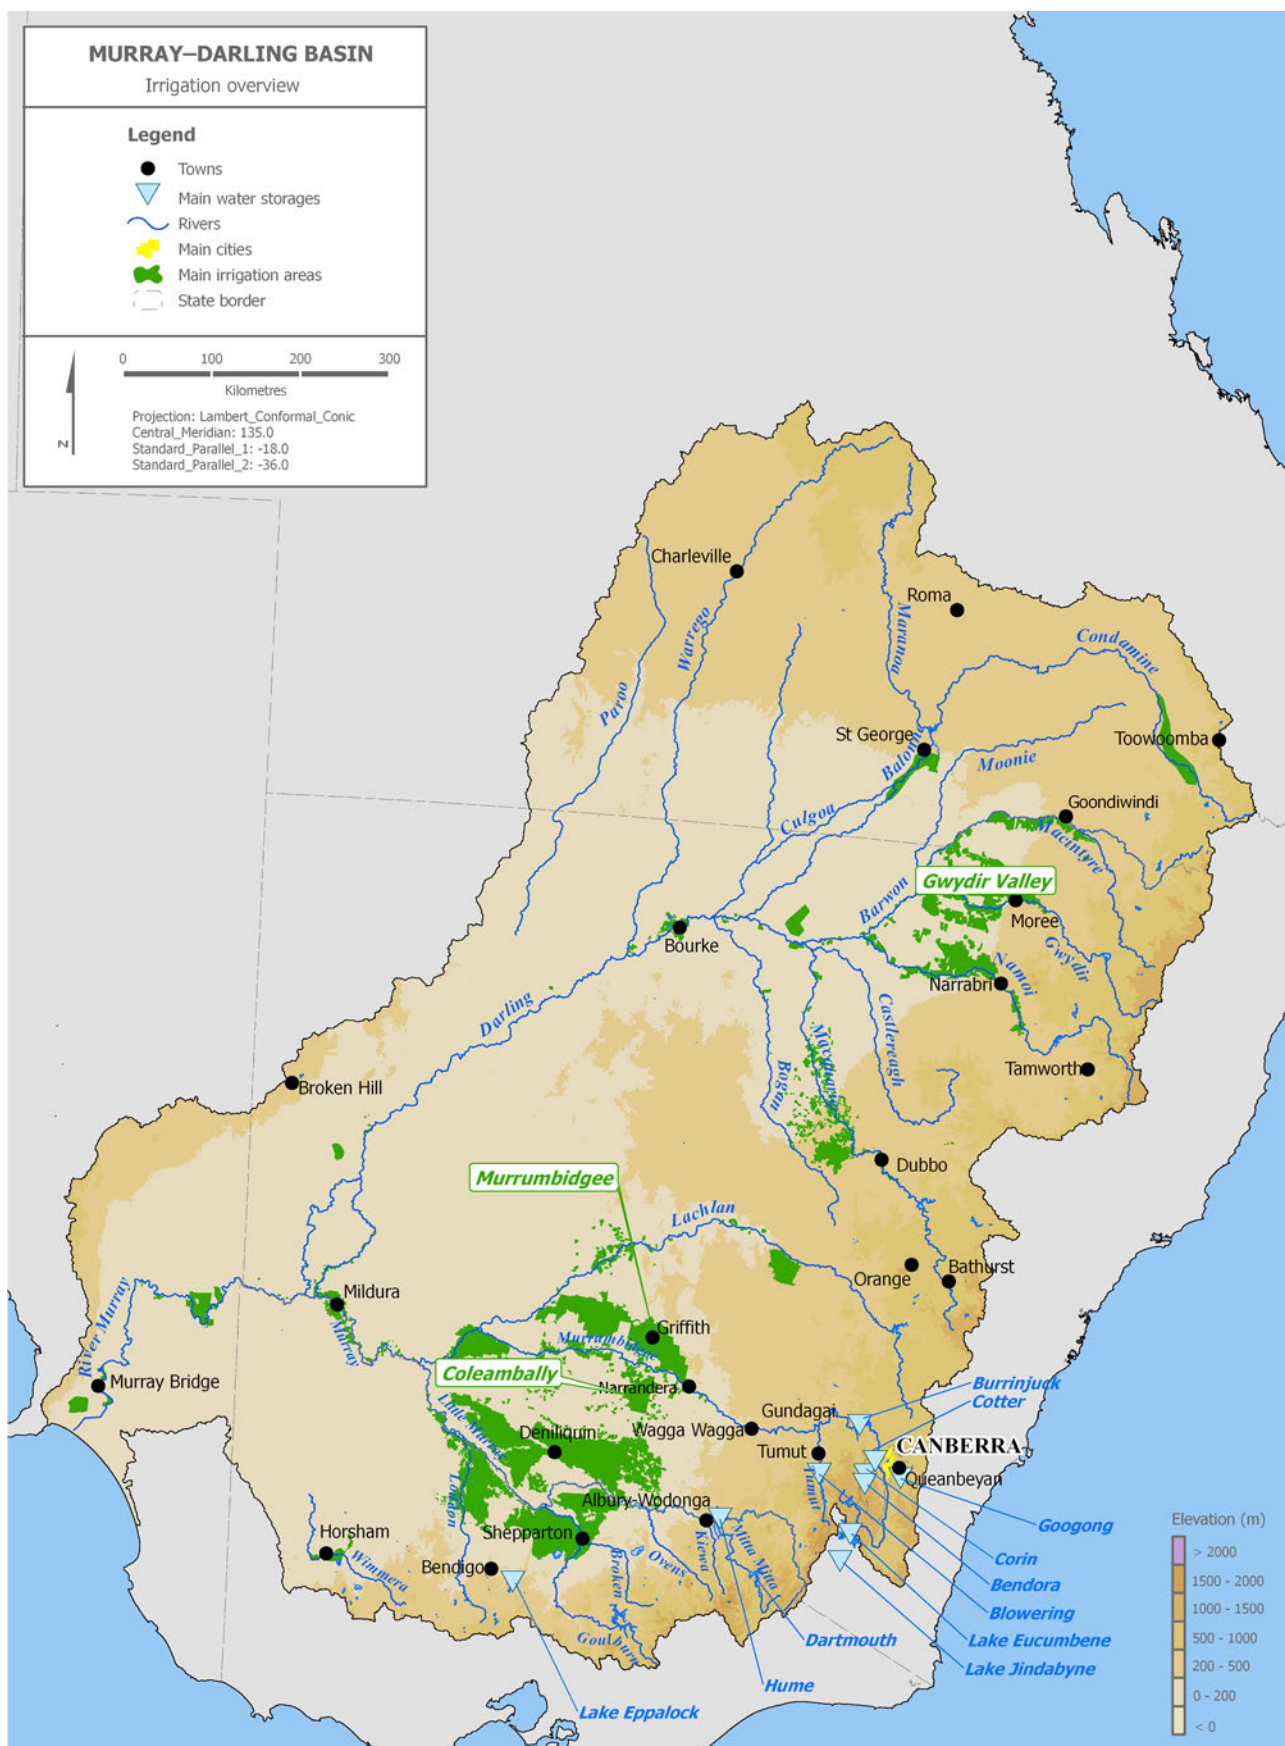 MURRAY–DARLING BASIN
Irrigation overview
Legend
Towns
Main water storages
Rivers
Main cities
Main irrigation areas
State border
0 100 200 300
Kilometres
Z
Projection: Lambert_Conformal_Conic
Central_Meridian: 135.0
Standard_Parallel_1: -18.0
Standard_Parallel_2: -36.0
Charleville
Roma
Warrego
Maranoa
Condamine
Paroo
St George
Balonne
Toowoomba
Moonie
Goondiwindi
Culgoa
Macintyre
Gwydir Valley
Barwon
Moree
Bourke
Gwydir
Namoi
Narrabri
Darling
Castlereagh
Macquarie
Bogan
Tamworth
Broken Hill
Dubbo
Murrumbidgee
Lachlan
Orange
Bathurst
River Murray
Mildura
Murray
Griffith
Murrumbidgee
Coleambally
Narrandera
Murray Bridge
Burrinjuck
Cotter
Little Murray
Gundagai
Wagga Wagga
Deniliquin
Tumut
CANBERRA
Queanbeyan
Tumut
Loddon
Albury-Wodonga
Googong
Elevation (m)
Shepparton
Horsham
Kiewa
Mitta Mitta
Corin
> 2000
Bendigo
Wimmera
Broken
Ovens
Bendora
1500 - 2000
Blowering
1000 - 1500
Goulburn
Dartmouth
Lake Eucumbene
500 - 1000
Lake Jindabyne
200 - 500
Hume
0 - 200
Lake Eppalock
< 0